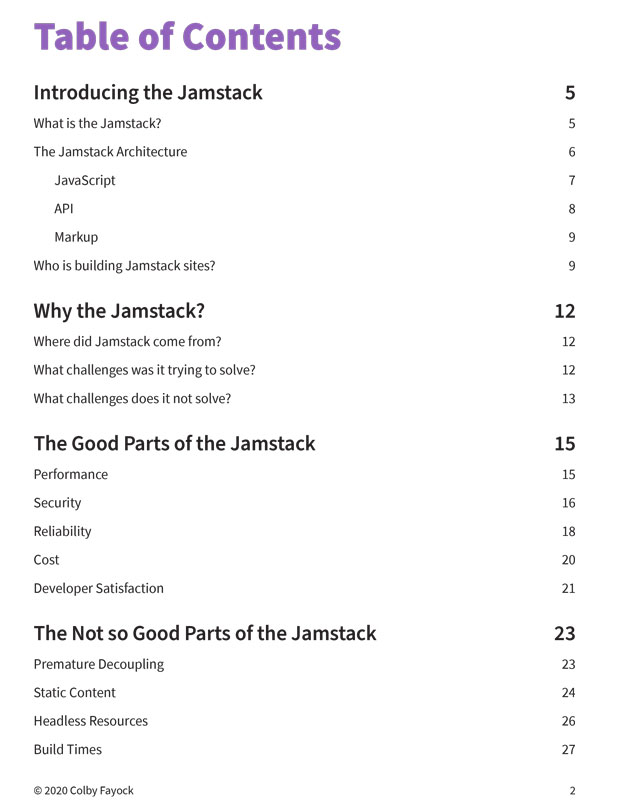 Table of Contents
Introducing the Jamstack 5
What is the Jamstack? 5
The Jamstack Architecture 6
JavaScript 7
API 8
Markup 9
Who is building Jamstack sites? 9
Why the Jamstack? 12
Where did Jamstack come from? 12
What challenges was it trying to solve? 12
What challenges does it not solve? 13
The Good Parts of the Jamstack 15
Performance 15
Security 16
Reliability 18
Cost 20
Developer Satisfaction 21
The Not so Good Parts of the Jamstack 23
Premature Decoupling 23
Static Content 24
Headless Resources 26
Build Times 27
© 2020 Colby Fayock 2